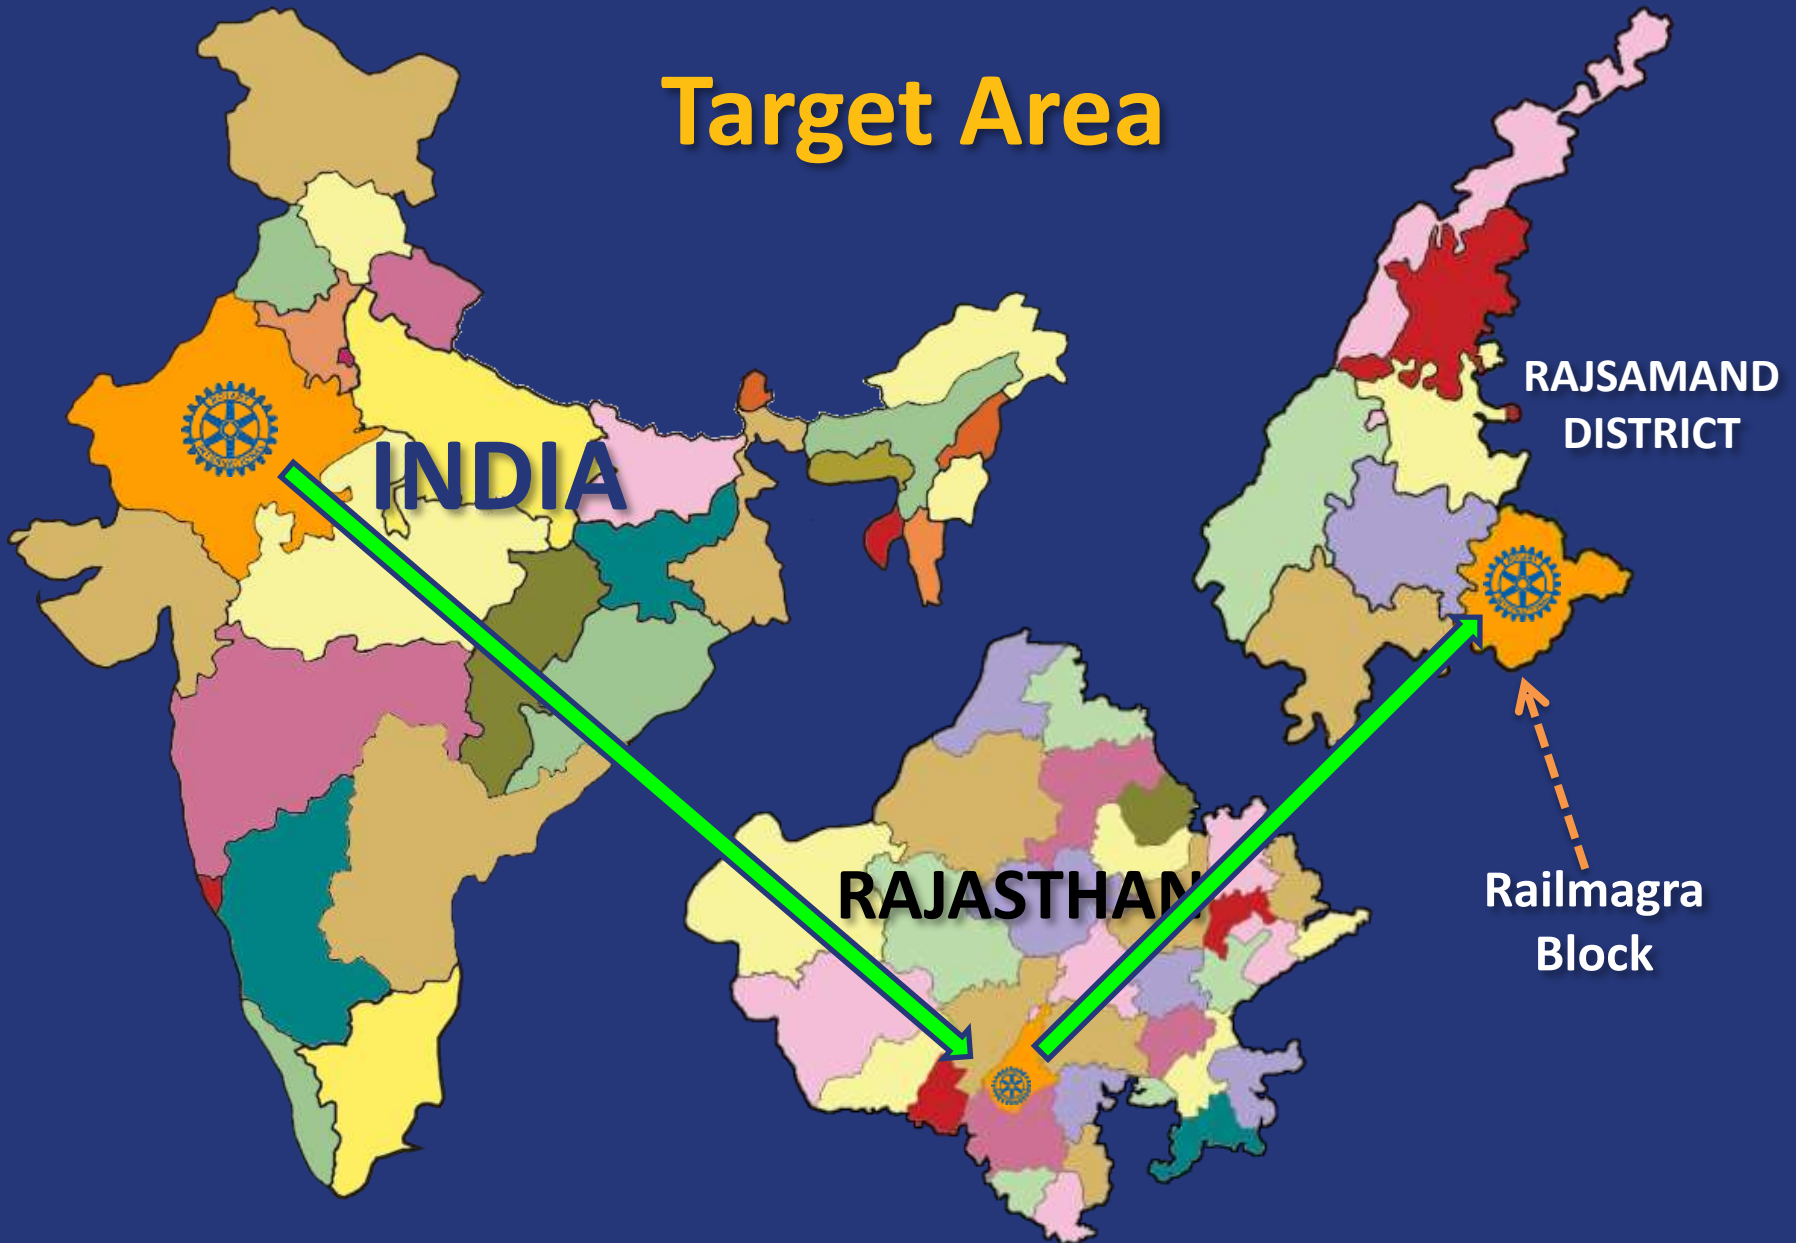 Target Area
INDIA
RAJSAMAND
DISTRICT
RAJASTHAN
Railmagra
Block